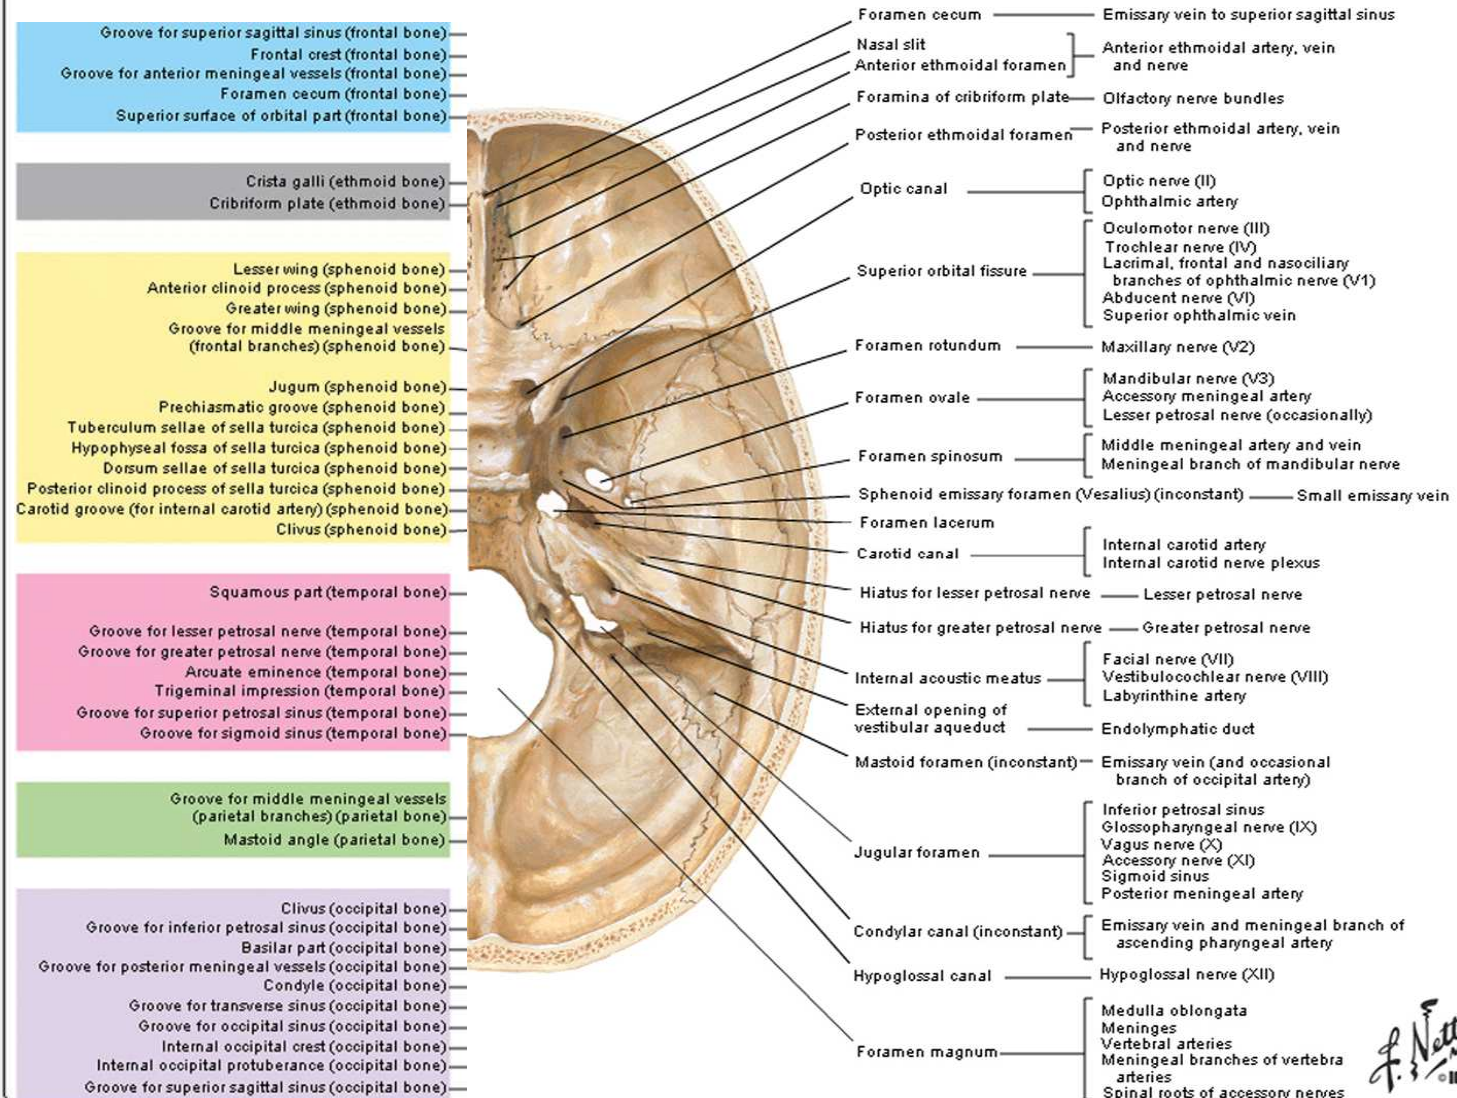 Groove for superior sagittal sinus (frontal bone)
Frontal crest (frontal bone)
Groove for anterior meningeal vessels (frontal bone)
Foramen cecum (frontal bone)
Superior surface of orbital part (frontal bone)
Crista galli (ethmoid bone)
Cribriform plate (ethmoid bone)
Lesser wing (sphenoid bone)
Anterior clinoid process (sphenoid bone)
Greater wing (sphenoid bone)
Groove for middle meningeal vessels
(frontal branches) (sphenoid bone)
Jugum (sphenoid bone)
Prechiasmatic groove (sphenoid bone)
Tuberculum sellae of sella turcica (sphenoid bone)
Hypophyseal fossa of sella turcica (sphenoid bone)
Dorsum sellae of sella turcica (sphenoid bone)
Posterior clinoid process of sella turcica (sphenoid bone)
Carotid groove (for internal carotid artery) (sphenoid bone)
Clivus (sphenoid bone)
Squamous part (temporal bone)
Groove for lesser petrosal nerve (temporal bone)
Groove for greater petrosal nerve (temporal bone)
Arcuate eminence (temporal bone)
Trigeminal impression (temporal bone)
Groove for superior petrosal sinus (temporal bone)
Groove for sigmoid sinus (temporal bone)
Groove for middle meningeal vessels
(parietal branches) (parietal bone)
Mastoid angle (parietal bone)
Clivus (occipital bone)
Groove for inferior petrosal sinus (occipital bone)
Basilar part (occipital bone)
Groove for posterior meningeal vessels (occipital bone)
Condyle (occipital bone)
Groove for transverse sinus (occipital bone)
Groove for occipital sinus (occipital bone)
Internal occipital crest (occipital bone)
Internal occipital protuberance (occipital bone)
Groove for superior sagittal sinus (occipital bone)
Foramen cecum Emissary vein to superior sagittal sinus
Nasal slit
Anterior ethmoidal foramen
Anterior ethmoidal artery, vein
and nerve
Foramina of cribriform plate Olfactory nerve bundles
Posterior ethmoidal foramen
Posterior ethmoidal artery, vein
and nerve
Optic canal
Optic nerve (II)
Ophthalmic artery
Superior orbital fissure
Oculomotor nerve (III)
Trochlear nerve (IV)
Lacrimal, frontal and nasociliary
branches of ophthalmic nerve (V1)
Abducent nerve (VI)
Superior ophthalmic vein
Foramen rotundum Maxillary nerve (V2)
Foramen ovale
Mandibular nerve (V3)
Accessory meningeal artery
Lesser petrosal nerve (occasionally)
Foramen spinosum
Middle meningeal artery and vein
Meningeal branch of mandibular nerve
Sphenoid emissary foramen (Vesalius) (inconstant) Small emissary vein
Foramen lacerum
Carotid canal
Internal carotid artery
Internal carotid nerve plexus
Hiatus for lesser petrosal nerve Lesser petrosal nerve
Hiatus for greater petrosal nerve Greater petrosal nerve
Internal acoustic meatus
Facial nerve (VII)
Vestibulocochlear nerve (VIII)
Labyrinthine artery
External opening of
vestibular aqueduct Endolymphatic duct
Mastoid foramen (inconstant) Emissary vein (and occasional
branch of occipital artery)
Jugular foramen
Inferior petrosal sinus
Glossopharyngeal nerve (IX)
Vagus nerve (X)
Accessory nerve (XI)
Sigmoid sinus
Posterior meningeal artery
Condylar canal (inconstant)
Emissary vein and meningeal branch of
ascending pharyngeal artery
Hypoglossal canal Hypoglossal nerve (XII)
Foramen magnum
Medulla oblongata
Meninges
Vertebral arteries
Meningeal branches of vertebra
arteries
Spinal roots of accessory nerves
F. Nett
©